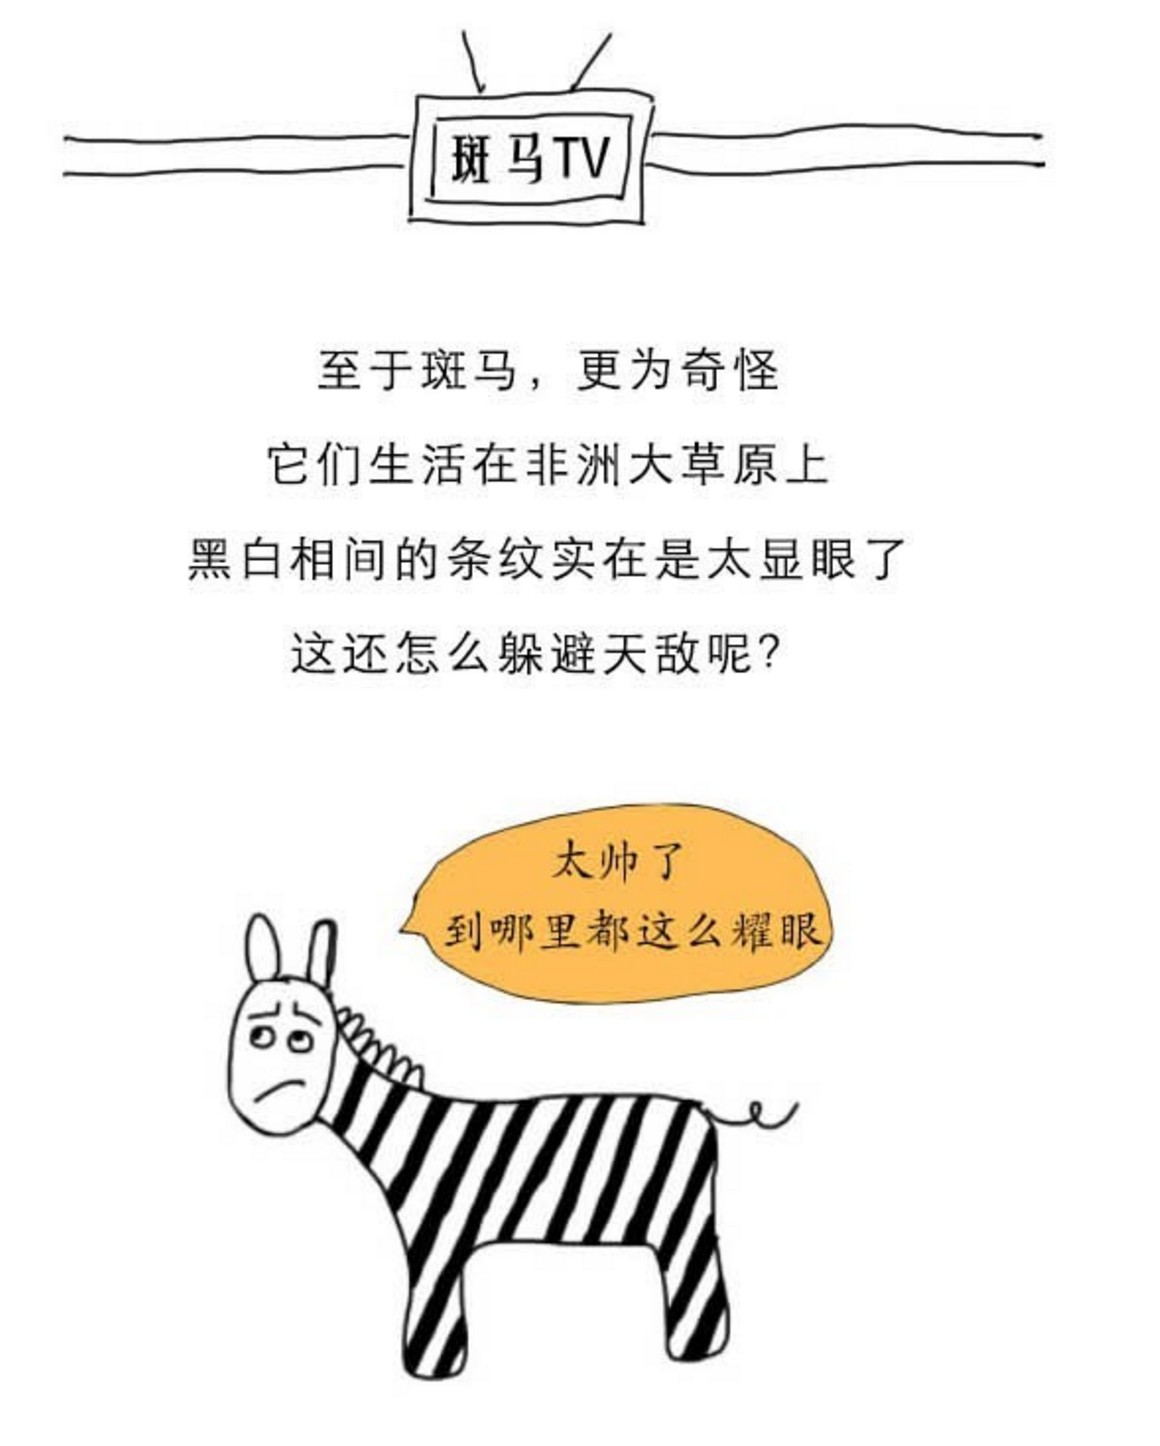 斑马TV
至于斑马，更为奇怪
它们生活在非洲大草原上
黑白相间的条纹实在是太显眼了
这还怎么躲避天敌呢？
太帅了
到哪里都这么耀眼